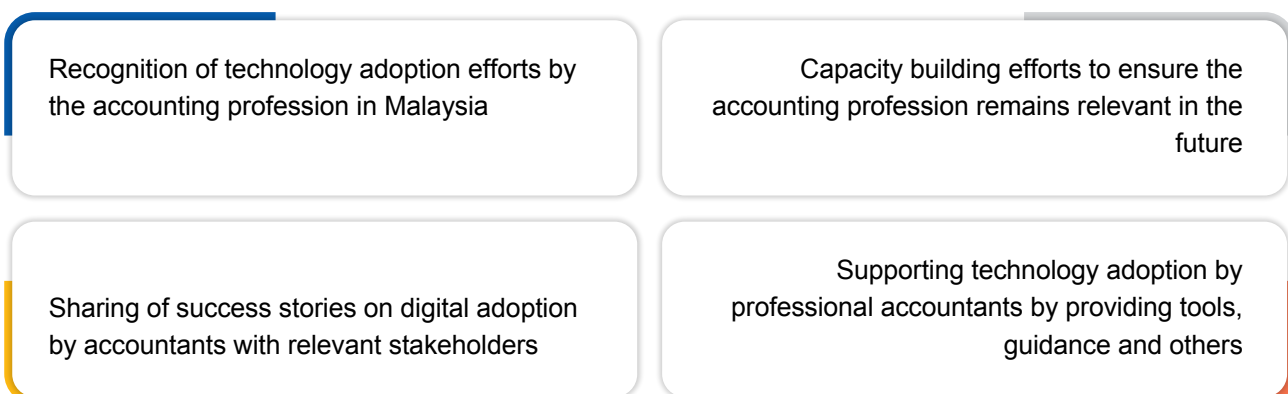 Recognition of technology adoption efforts by
the accounting profession in Malaysia
Capacity building efforts to ensure the
accounting profession remains relevant in the
future
Sharing of success stories on digital adoption
by accountants with relevant stakeholders
Supporting technology adoption by
professional accountants by providing tools,
guidance and others